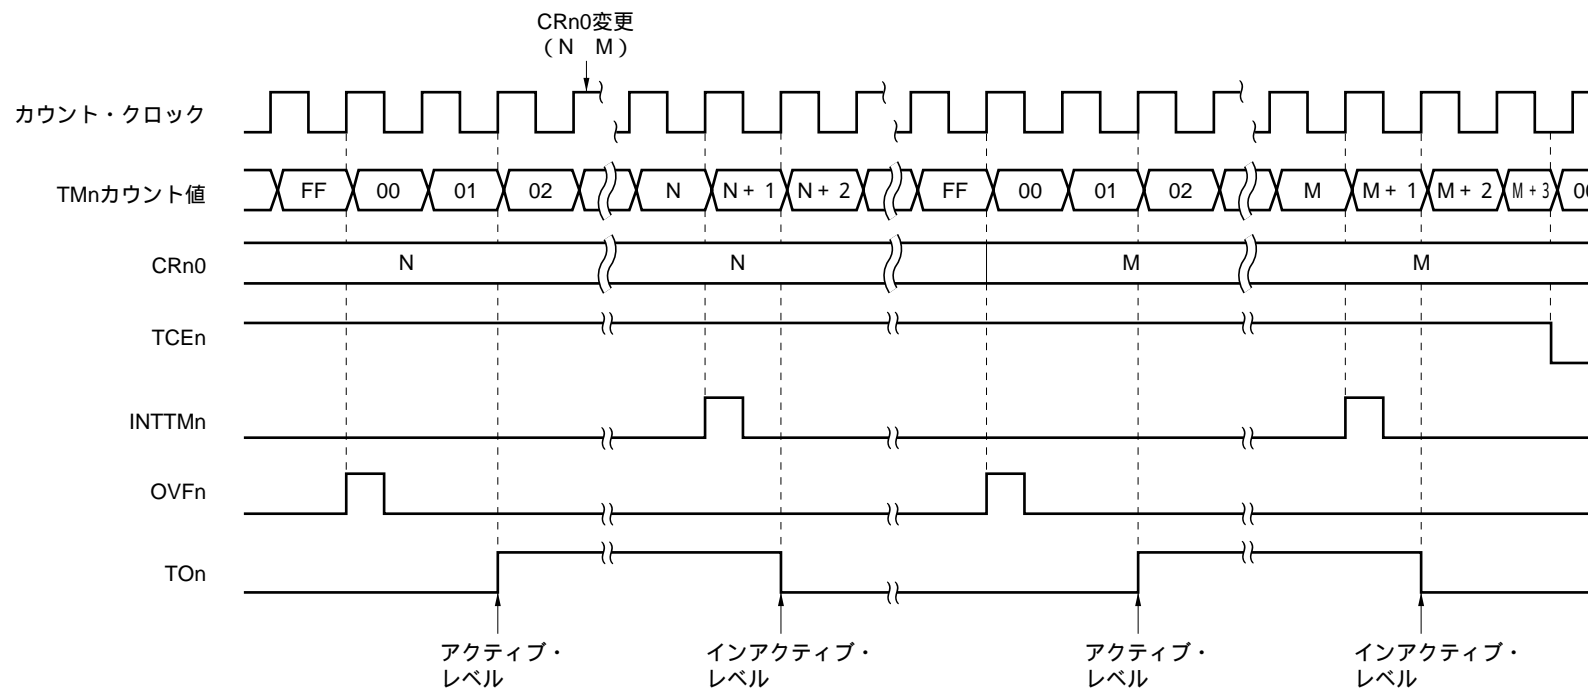 CRn0変更
（N　M）
カウント・クロック
TMnカウント値
FF 00 01 02 N N + 1 N + 2 FF 00 01 02 M M + 1 M + 2 M + 3 00
CRn0
N N M M
TCEn
INTTMn
OVFn
TOn
アクティブ・
レベル
インアクティブ・
レベル
アクティブ・
レベル
インアクティブ・
レベル